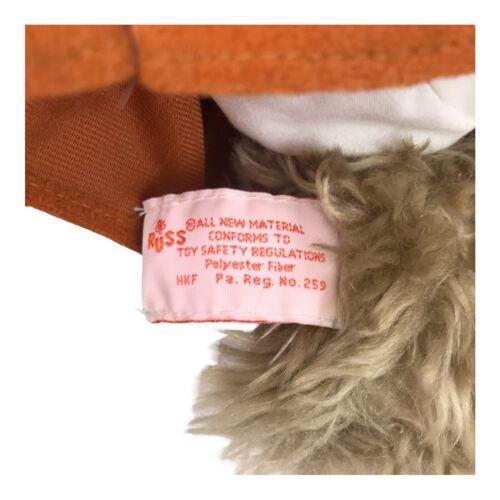 RUSS
®ALL NEW MATERIAL
CONFORMS TO
TOY SAFETY REGULATIONS
Polyester Fiber
HKF Pa. Reg. No. 259